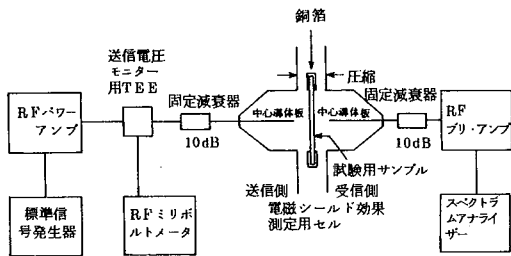 銅箔
送信電圧
モニター
用TEE
圧縮
固定減衰器
固定減衰器
RFパワー
アンプ
中心導体板
中心導体板
RF
プリ・アンプ
10dB
10dB
試験用サンプル
送信側
受信側
電磁シールド効果
測定用セル
標準信
号発生器
RFミリボ
ルトメータ
スペクト
ラムアナライ
ザー